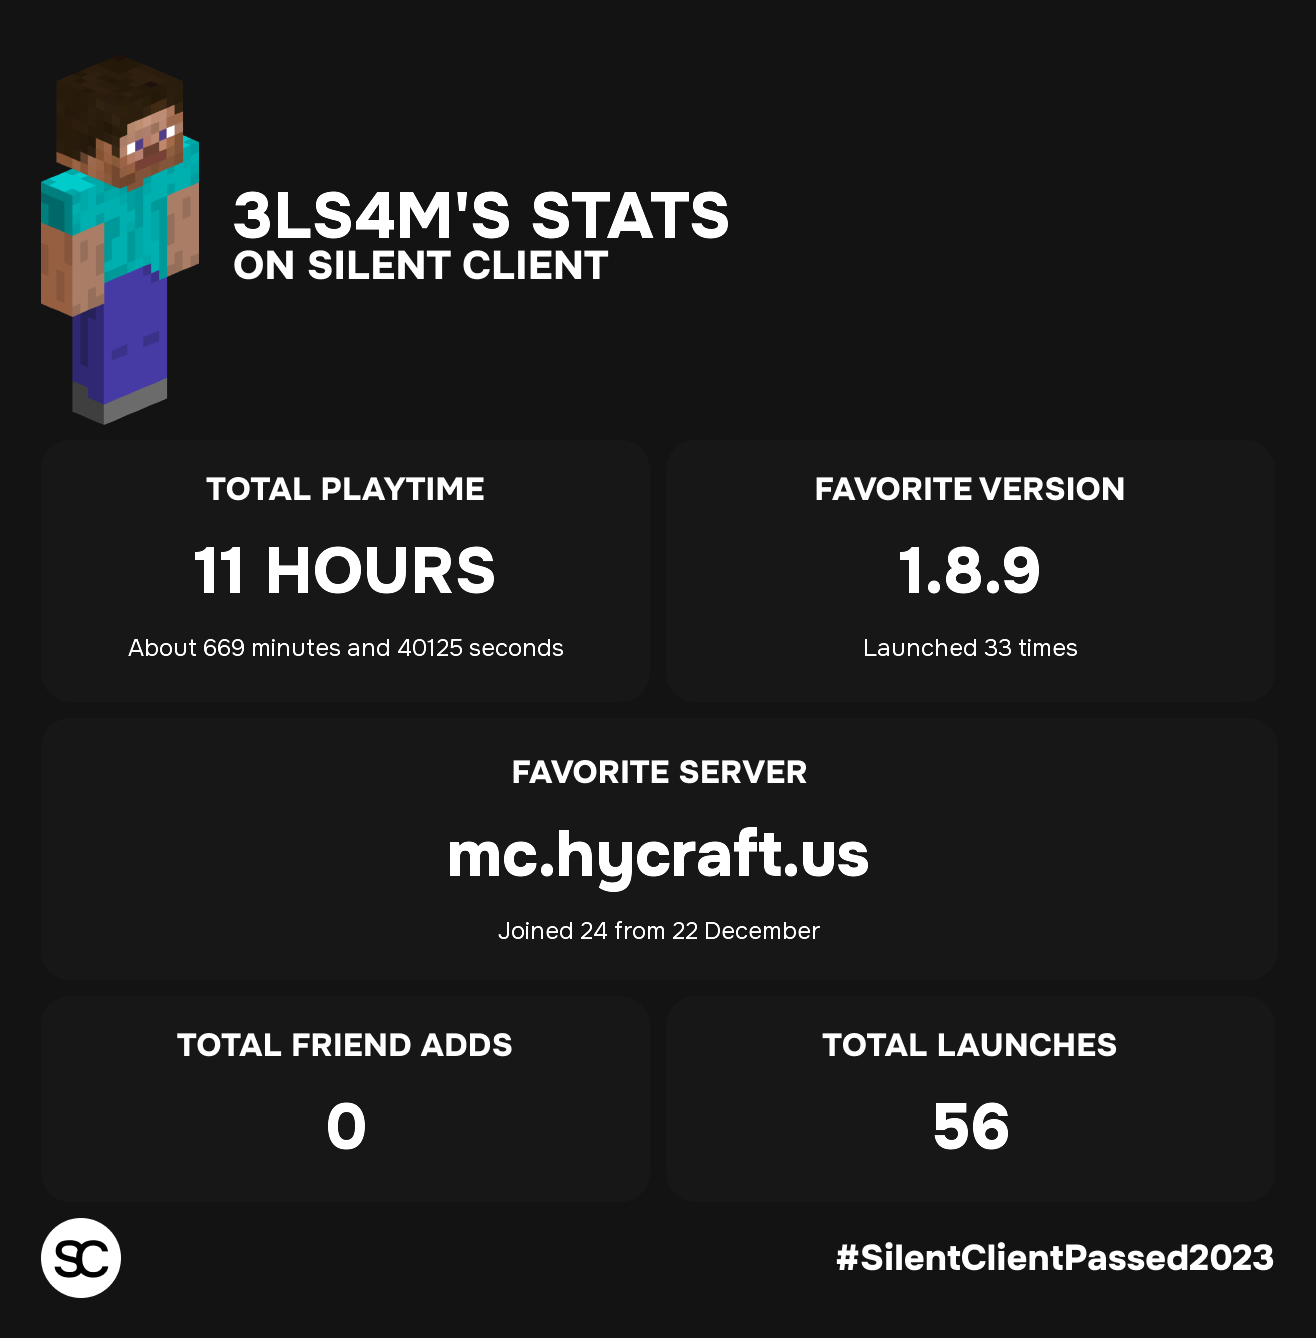 3LS4M'S STATS
ON SILENT CLIENT
TOTAL PLAYTIME
11 HOURS
About 669 minutes and 40125 seconds
FAVORITE VERSION
1.8.9
Launched 33 times
FAVORITE SERVER
mc.hycraft.us
Joined 24 from 22 December
TOTAL FRIEND ADDS
0
TOTAL LAUNCHES
56
SC
#SilentClientPassed2023